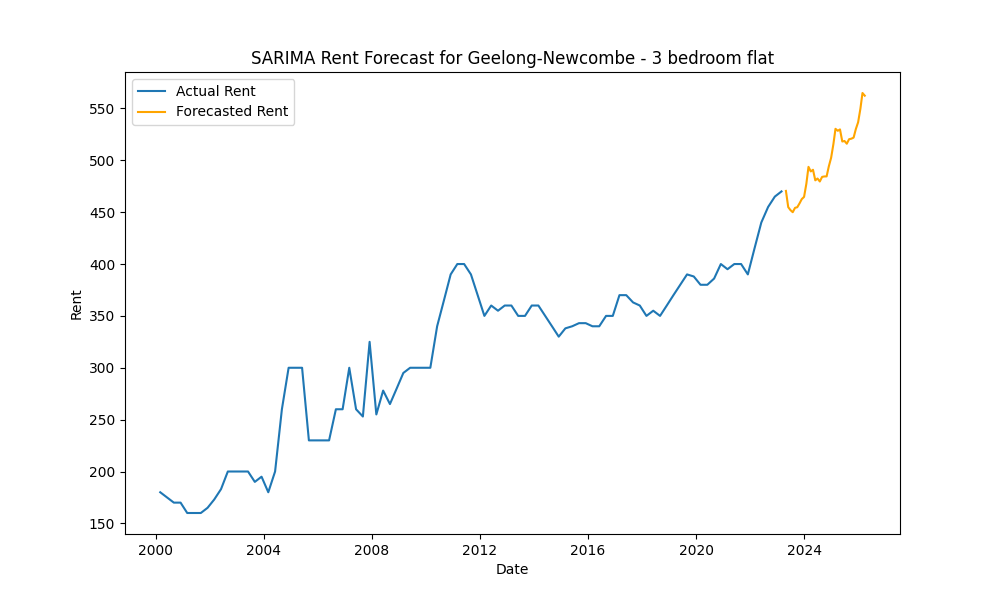 SARIMA Rent Forecast for Geelong-Newcombe - 3 bedroom flat
Actual Rent
Forecasted Rent
550
500
450
400
350
300
250
200
150
Rent
2000 2004 2008 2012 2016 2020 2024
Date